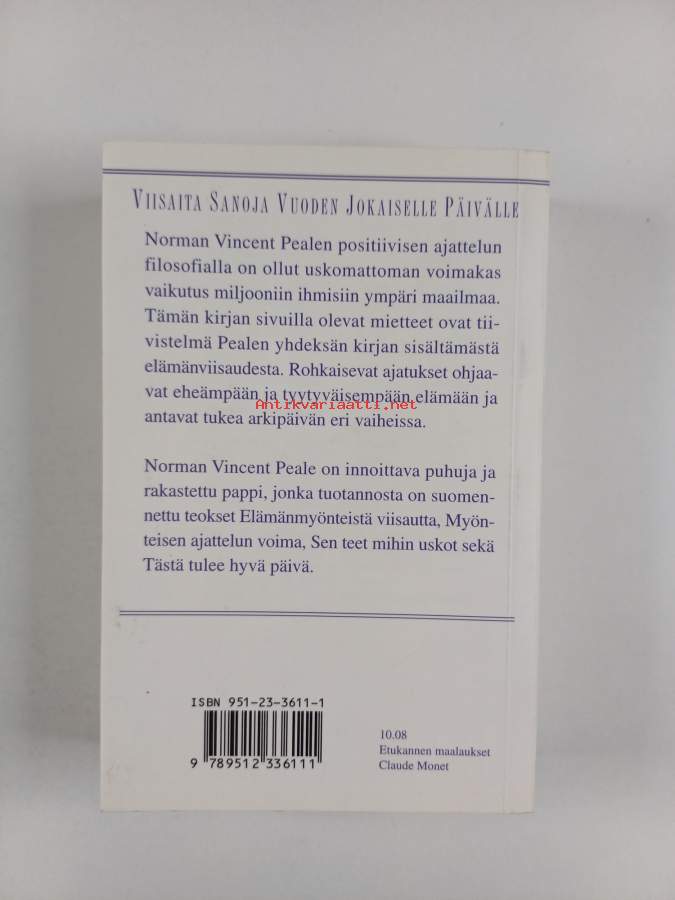 VIISAITA SANOJA VUODEN JOKAISELLE PÄIVÄLLE
Norman Vincent Pealen positiivisen ajattelun
filosofialla on ollut uskomattoman voimakas
vaikutus miljooniin ihmisiin ympäri maailmaa.
Tämän kirjan sivuilla olevat mietteet ovat tii-
vistelmä Pealen yhdeksän kirjan sisältämästä
elämänviisaudesta. Rohkaisevat ajatukset ohjaa-
vat eheämpään ja tyytyväisempään elämään ja
Antikvariaatti.net
antavat tukea arkipäivän eri vaiheissa.
Norman Vincent Peale on innoittava puhuja ja
rakastettu pappi, jonka tuotannosta on suomen-
nettu teokset Elämänmyönteistä viisautta, Myön-
teisen ajattelun voima, Sen teet mihin uskot sekä
Tästä tulee hyvä päivä.
ISBN 951-23-3611-1
9 789512 336111
10.08
Etukannen maalaukset
Claude Monet